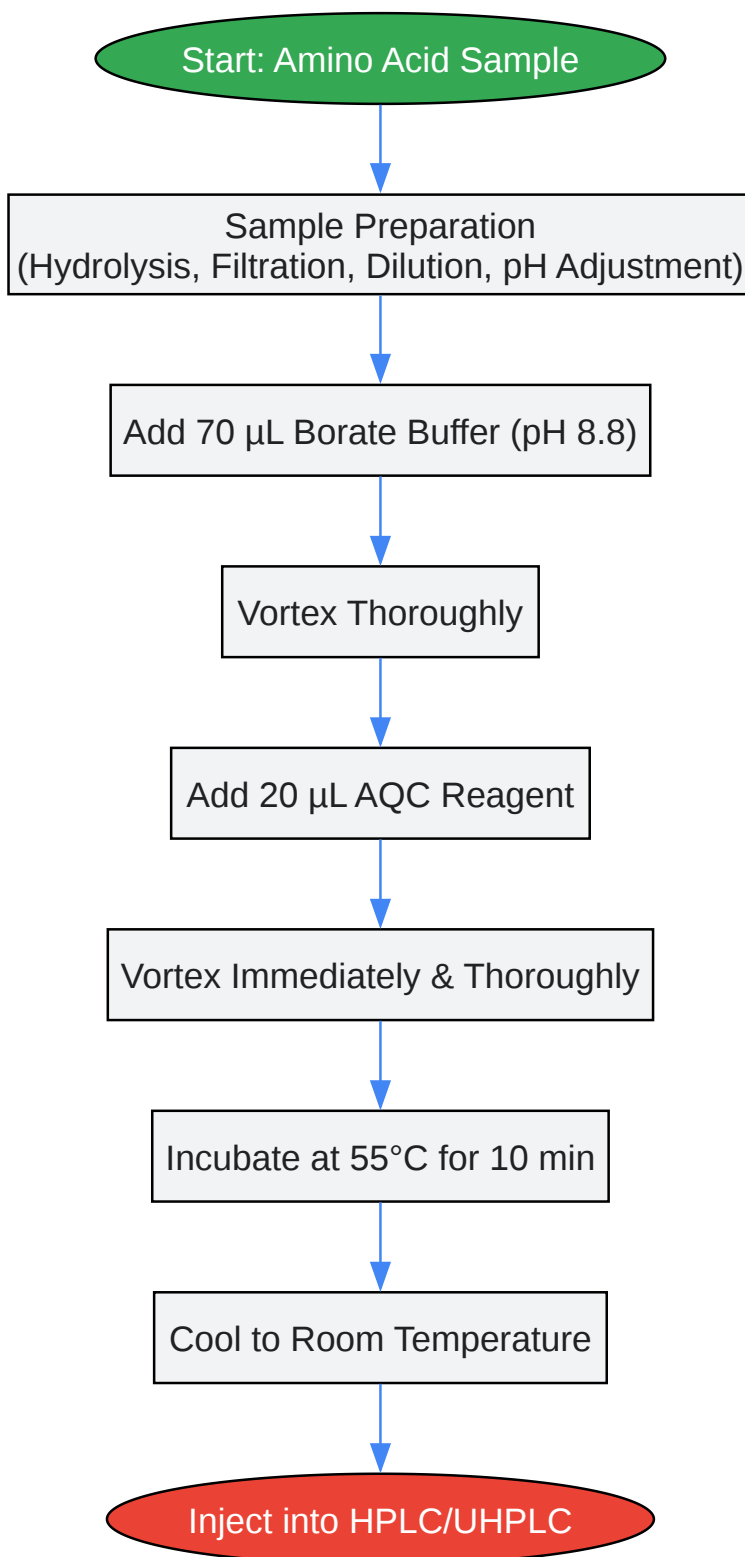 Start: Amino Acid Sample
Sample Preparation
(Hydrolysis, Filtration, Dilution, pH Adjustment)
Add 70 µL Borate Buffer (pH 8.8)
Vortex Thoroughly
Add 20 µL AQC Reagent
Vortex Immediately & Thoroughly
Incubate at 55°C for 10 min
Cool to Room Temperature
Inject into HPLC/UHPLC